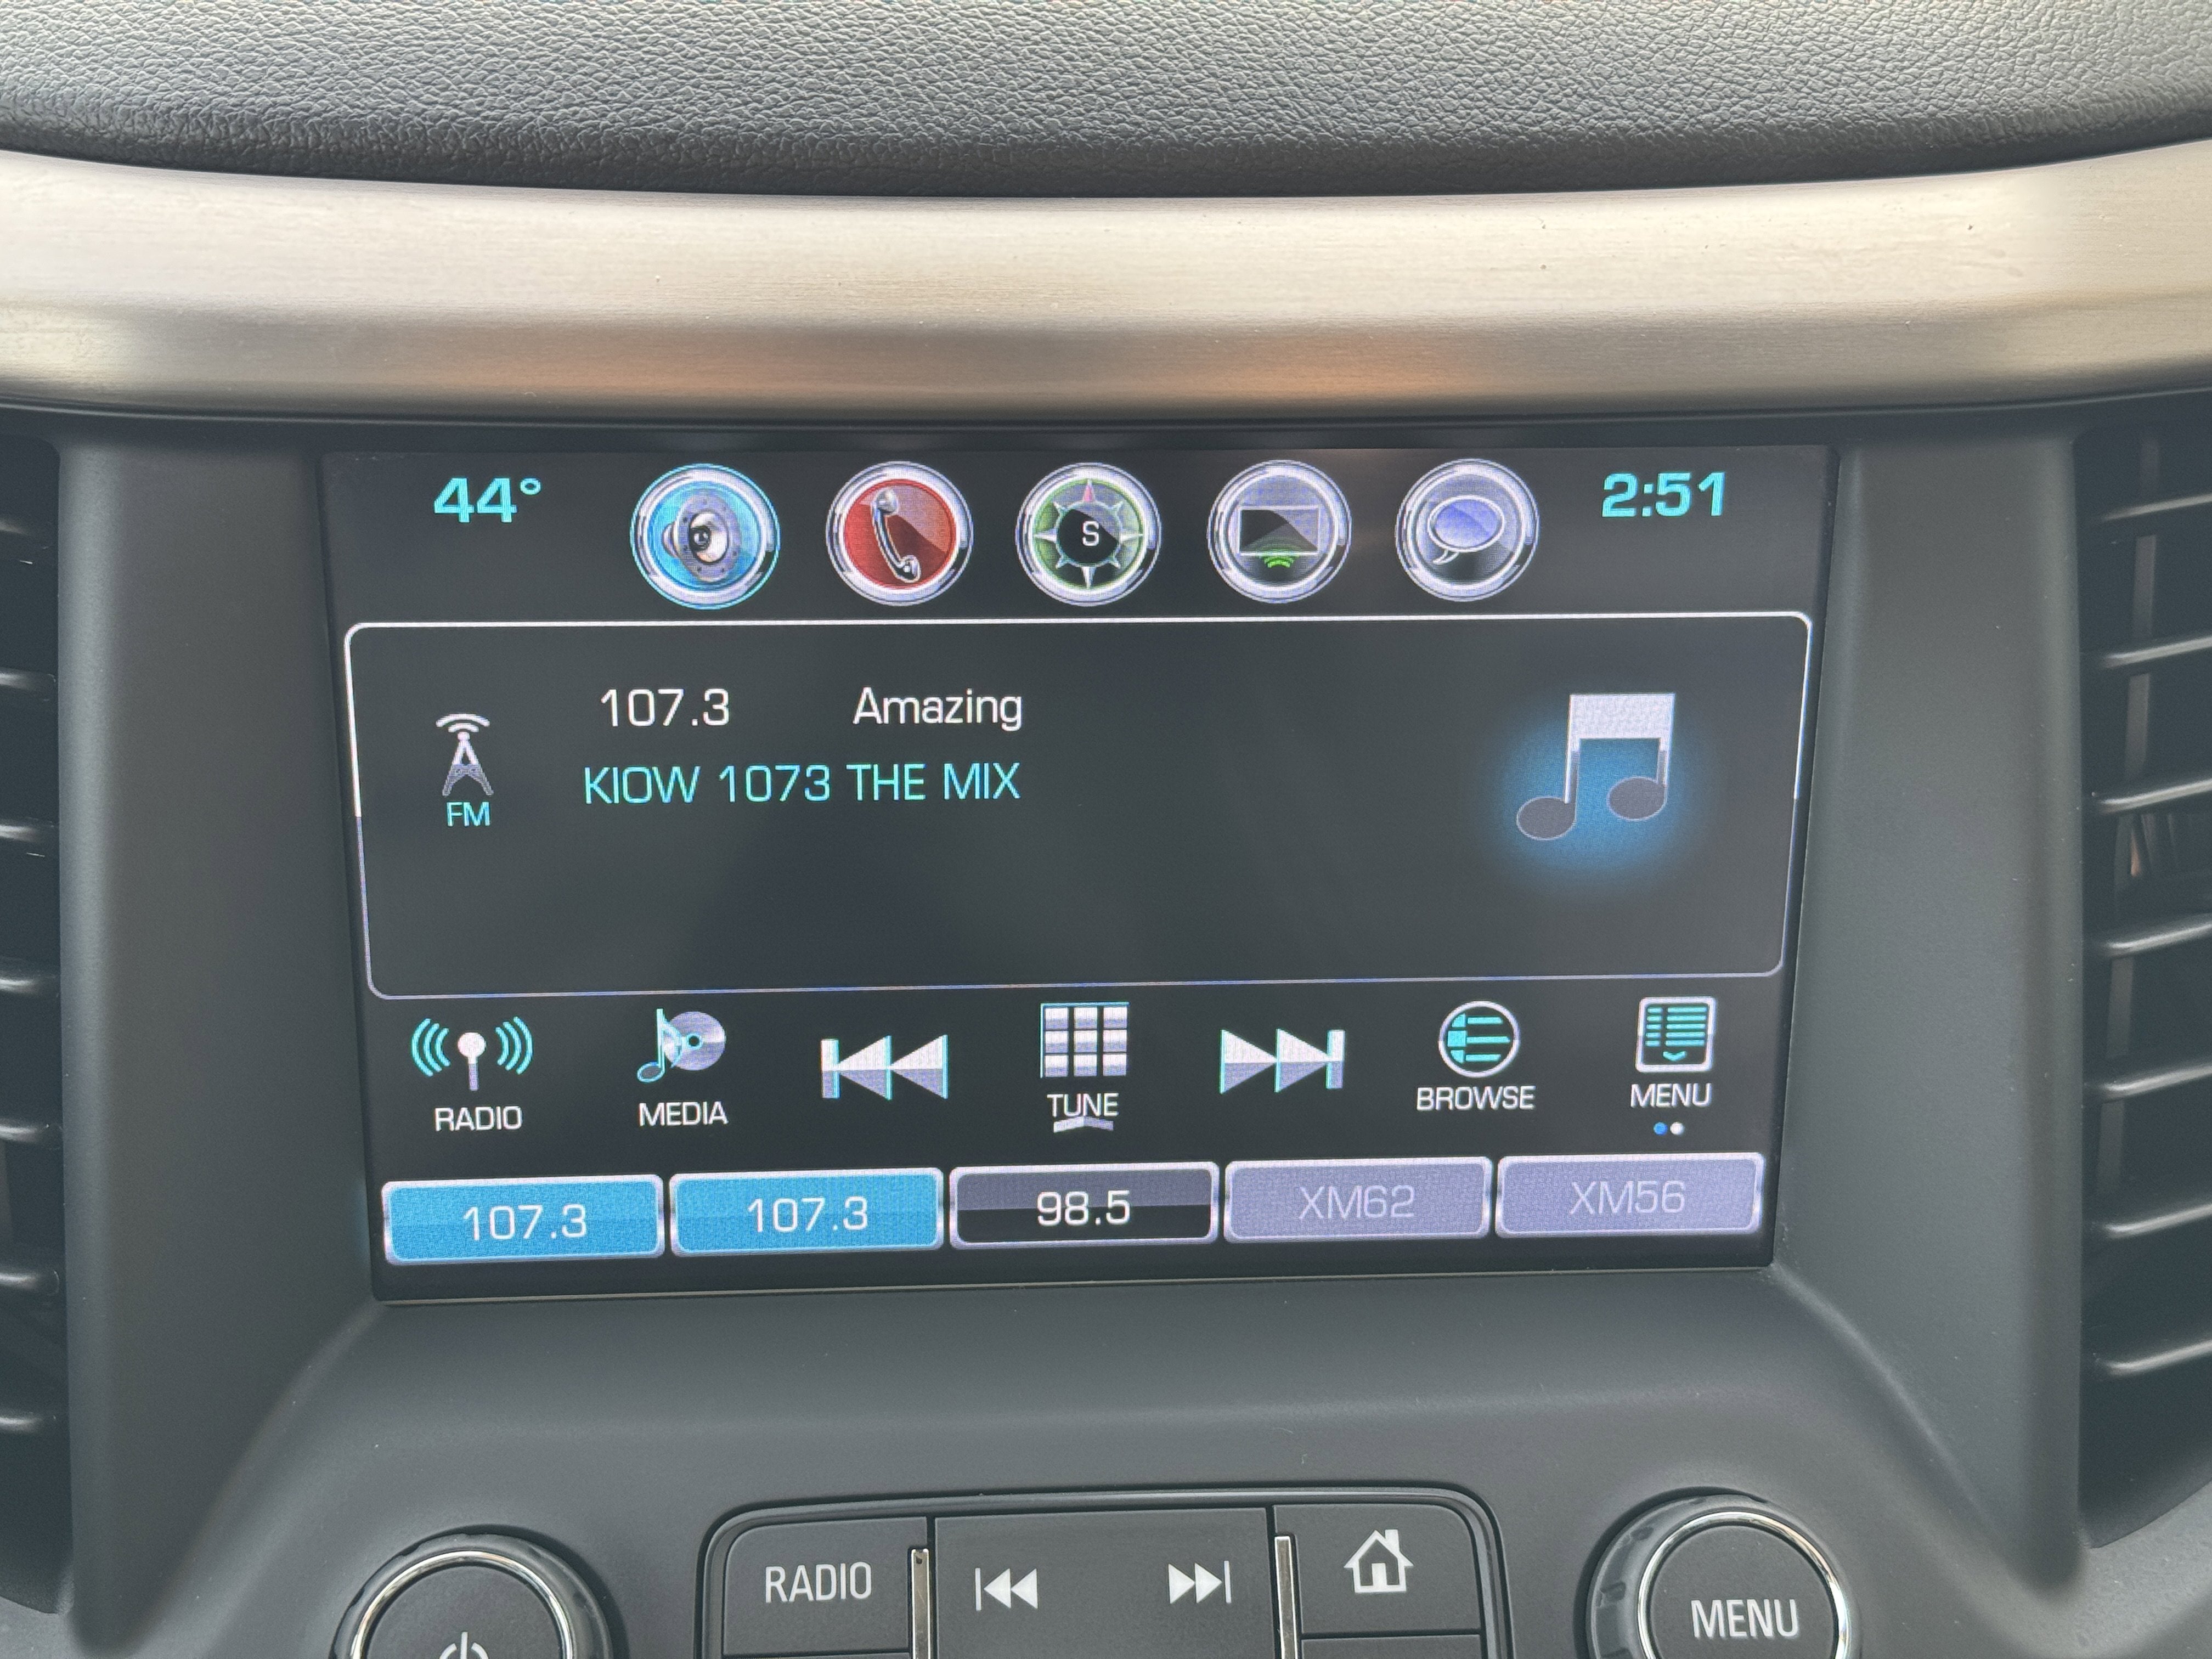 44° S 2:51
107.3 Amazing
KIOW 1073 THE MIX
FM
RADIO MEDIA TUNE BROWSE MENU
107.3 107.3 98.5 XM62 XM56
RADIO MENU